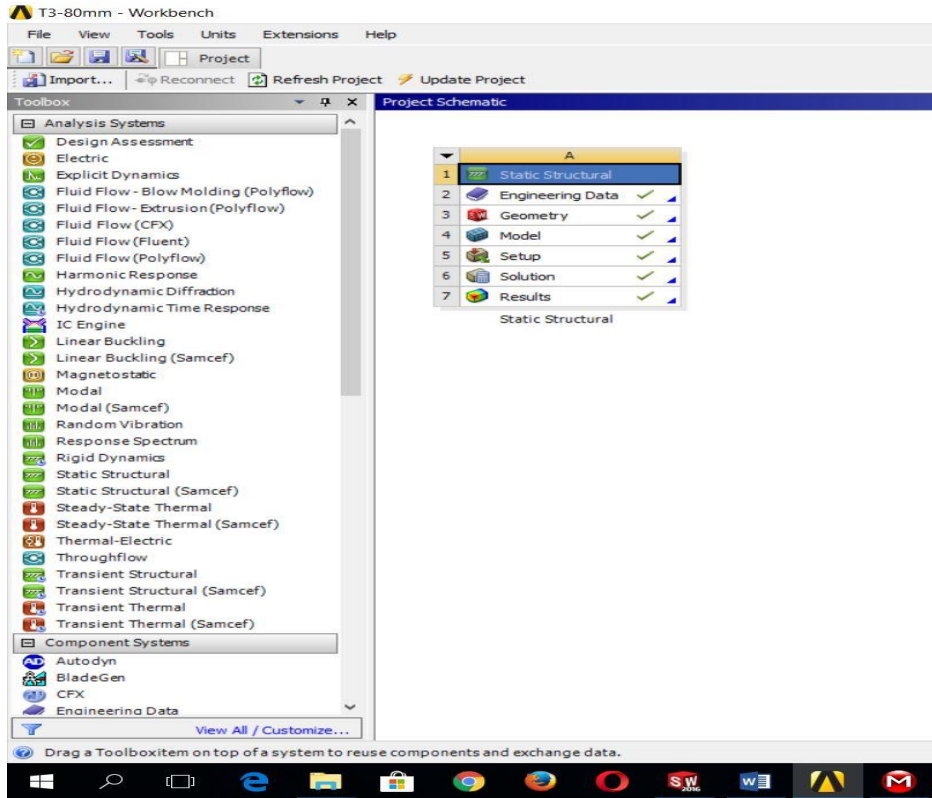 T3-80mm - Workbench
File View Tools Units Extensions Help
Project
Import... Reconnect Refresh Project Update Project
Toolbox
Project Schematic
Analysis Systems
Design Assessment
Electric
Explicit Dynamics
Fluid Flow - Blow Molding (Polyflow)
Fluid Flow- Extrusion (Polyflow)
Fluid Flow (CFX)
Fluid Flow (Fluent)
Fluid Flow (Polyflow)
Harmonic Response
Hydrodynamic Diffraction
Hydrodynamic Time Response
IC Engine
Linear Buckling
Linear Buckling (Samcef)
Magnetostatic
Modal
Modal (Samcef)
Random Vibration
Response Spectrum
Rigid Dynamics
Static Structural
Static Structural (Samcef)
Steady-State Thermal
Steady-State Thermal (Samcef)
Thermal-Electric
Throughflow
Transient Structural
Transient Structural (Samcef)
Transient Thermal
Transient Thermal (Samcef)
Component Systems
Autodyn
BladeGen
CFX
Engineering Data
View All / Customize...
A
1 Static Structural
2 Engineering Data
3 Geometry
4 Model
5 Setup
6 Solution
7 Results
Static Structural
Drag a Toolbox item on top of a system to reuse components and exchange data.
SW
2016